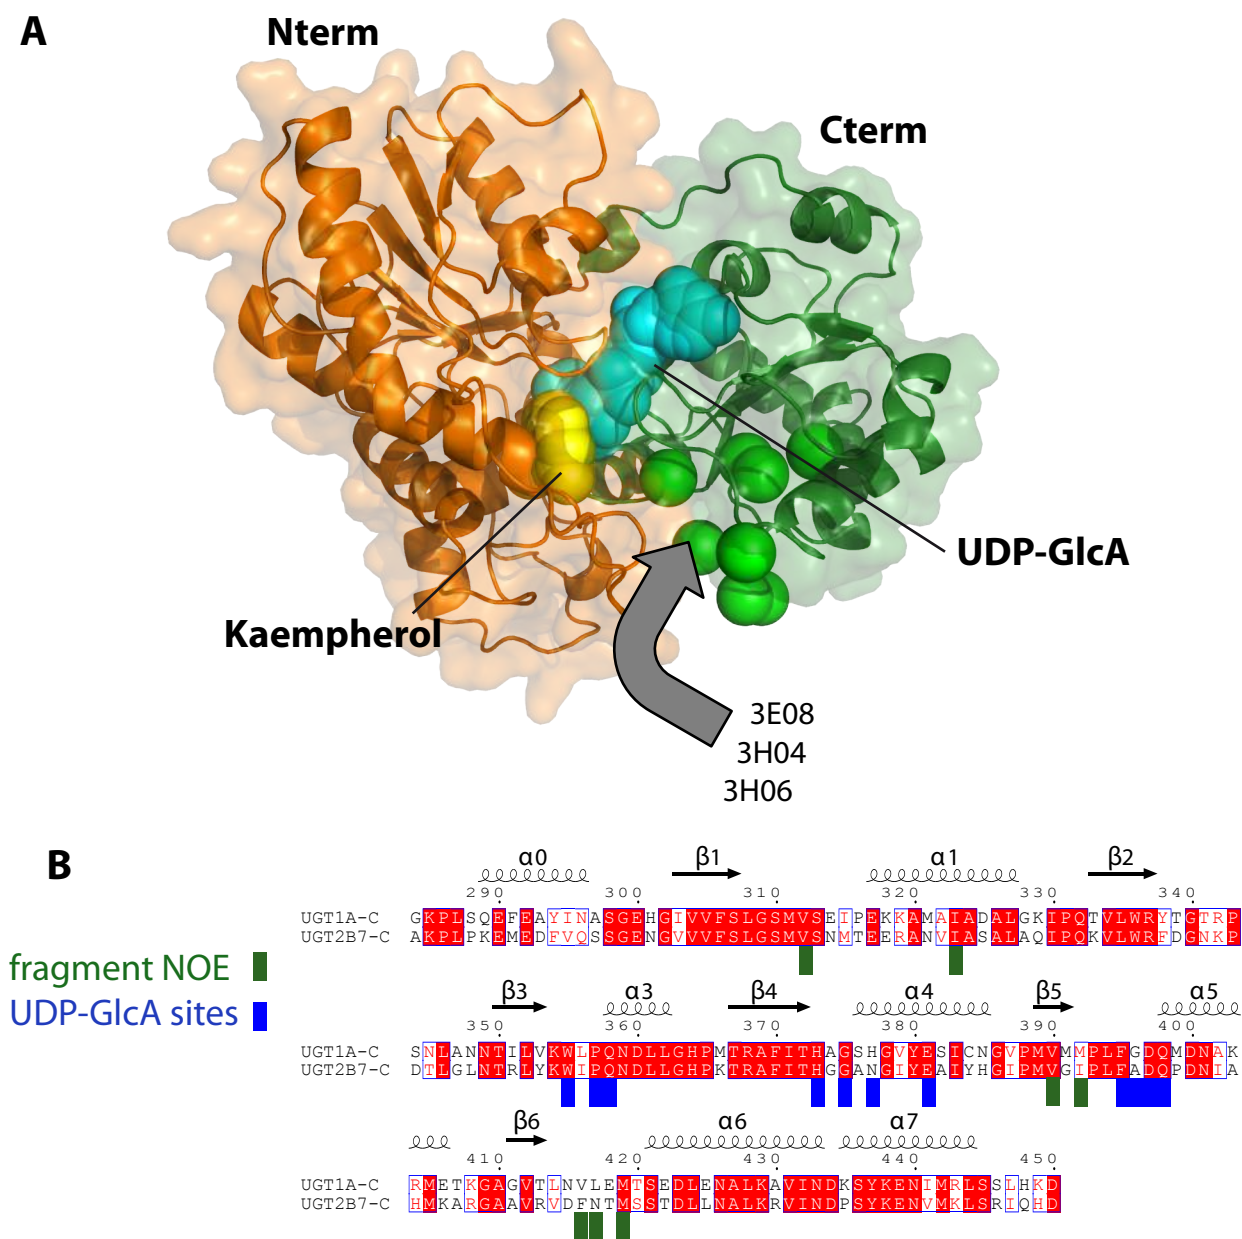 A
Nterm
Cterm
UDP-GlcA
Kaempherol
3E08
3H04
3H06
B
fragment NOE
UDP-GlcA sites
α0 β1 α1 β2
290 300 310 320 330 340
UGT1A-C GKPLSQEFEAYINASGEHGIVVFSLGSMVSEIPEKKAMAIADALGKIPQTVLWRYTGTRP
UGT2B7-C AKPLPKEMEDFVQSSGENGVVVFSLGSMVSNMTEERANVIASALAQIPQKVLWRFDGNKP
β3 α3 β4 α4 β5 α5
350 360 370 380 390 400
UGT1A-C SNLANNTILVKWLPQNDLLGHPMTRAFITHAGSHGVYESICNGVPMVMMPLFGDQMDNAK
UGT2B7-C DTLGLNTRLYKWIPQNDLLGHPKTRAFITHGGANGIYEAIYHGIPMVGIPLFADQPDNIA
β6 α6 α7
410 420 430 440 450
UGT1A-C RMETKGAGVTLNVLEMTSEDLENALKAVINDKSYKENIMRLSSLHKD
UGT2B7-C HMKARGAAVRVDFNTMSSTDLLNALKRVINDPSYKENVMKLSRIQHD